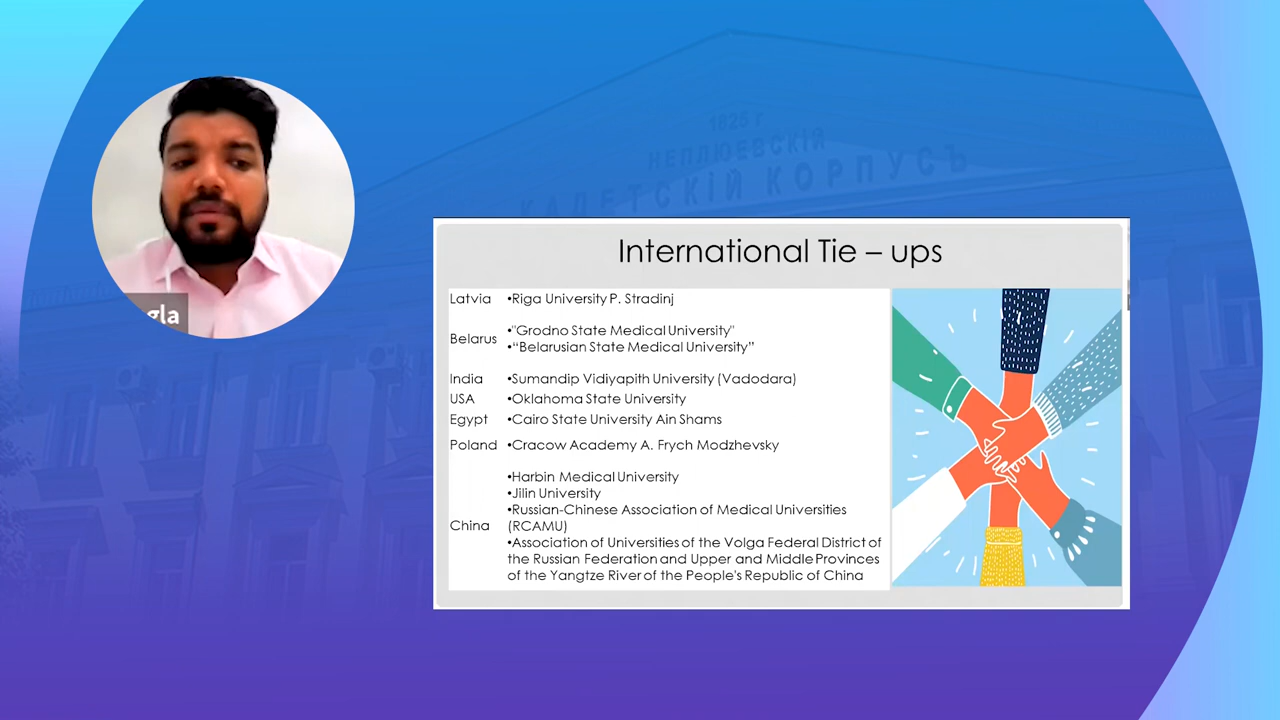 1825 г
НЕПЛЮЕВСКІЙ
КАДЕТСКІЙ КОРПУСЪ
gla
International Tie – ups
Latvia •Riga University P. Stradinj
Belarus •"Grodno State Medical University"
•“Belarusian State Medical University”
India •Sumandip Vidiyapith University (Vadodara)
USA •Oklahoma State University
Egypt •Cairo State University Ain Shams
Poland •Cracow Academy A. Frych Modzhevsky
China •Harbin Medical University
•Jilin University
•Russian-Chinese Association of Medical Universities
(RCAMU)
•Association of Universities of the Volga Federal District of
the Russian Federation and Upper and Middle Provinces
of the Yangtze River of the People's Republic of China